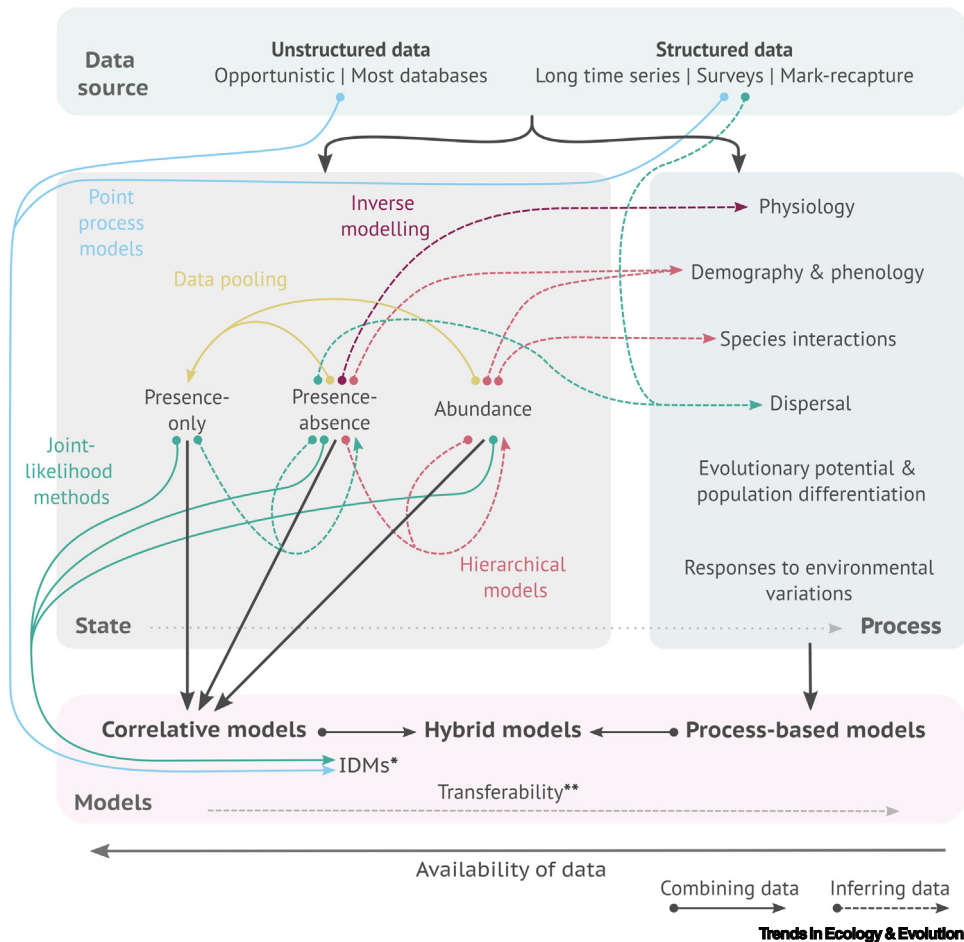 Data
source
Unstructured data
Opportunistic | Most databases
Structured data
Long time series | Surveys | Mark-recapture
Point
process
models
Inverse
modelling
Data pooling
Physiology
Demography & phenology
Species interactions
Dispersal
Evolutionary potential &
population differentiation
Responses to environmental
variations
Presence-
only
Presence-
absence
Abundance
Joint-
likelihood
methods
Hierarchical
models
State
Process
Correlative models
Hybrid models
Process-based models
IDMs*
Transferability**
Models
Availability of data
Combining data
Inferring data
Trends in Ecology & Evolution